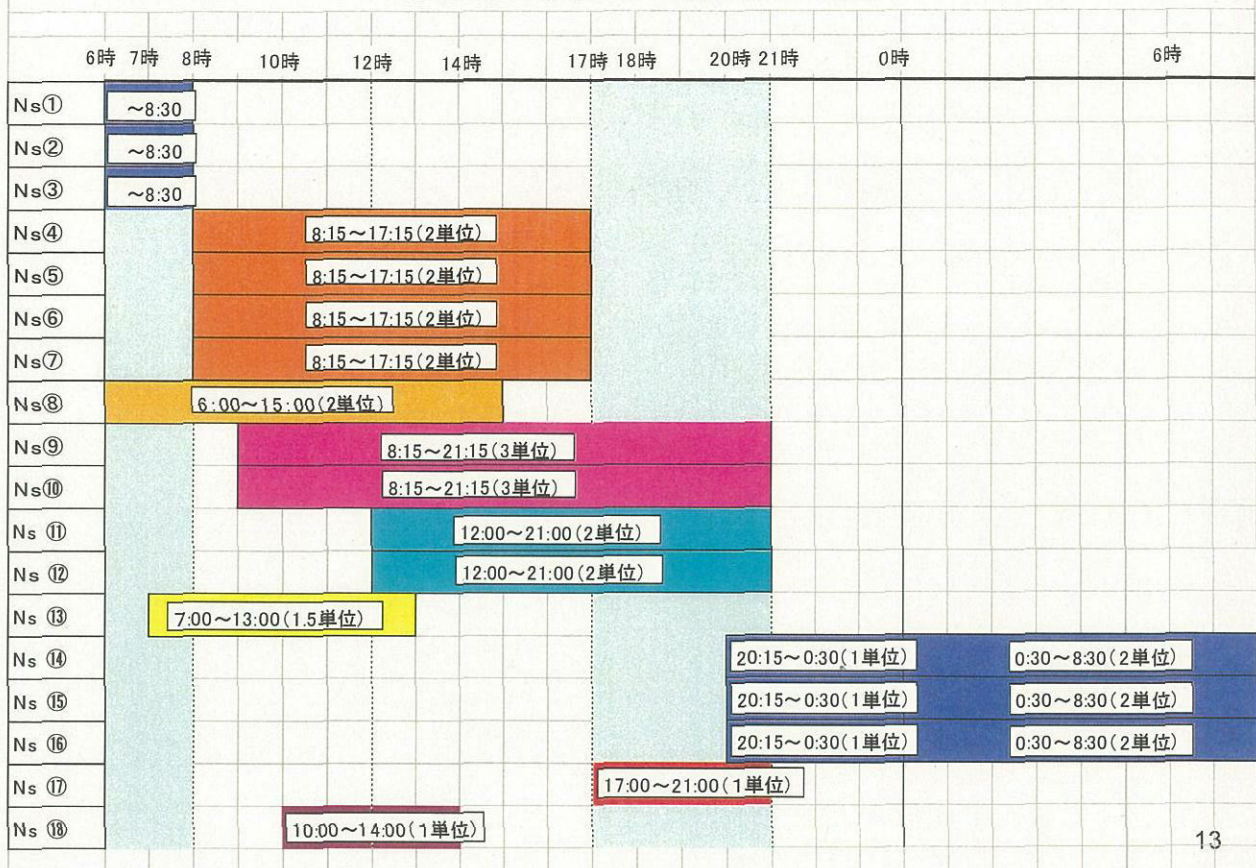 6時 7時 8時 10時 12時 14時 17時 18時 20時 21時 0時 6時
Ns① ～8:30
Ns② ～8:30
Ns③ ～8:30
Ns④ 8:15～17:15(2単位)
Ns⑤ 8:15～17:15(2単位)
Ns⑥ 8:15～17:15(2単位)
Ns⑦ 8:15～17:15(2単位)
Ns⑧ 6:00～15:00(2単位)
Ns⑨ 8:15～21:15(3単位)
Ns⑩ 8:15～21:15(3単位)
Ns ⑪ 12:00～21:00(2単位)
Ns ⑫ 12:00～21:00(2単位)
Ns ⑬ 7:00～13:00(1.5単位)
Ns ⑭ 20:15～0:30(1単位) 0:30～8:30(2単位)
Ns ⑮ 20:15～0:30(1単位) 0:30～8:30(2単位)
Ns ⑯ 20:15～0:30(1単位) 0:30～8:30(2単位)
Ns ⑰ 17:00～21:00(1単位)
Ns ⑱ 10:00～14:00(1単位)
13